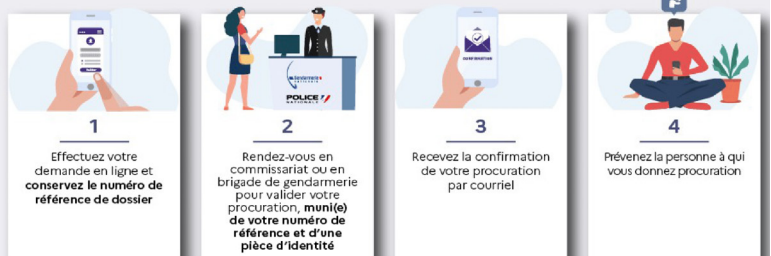 1
Effectuez votre
demande en ligne et
conservez le numéro de
référence de dossier
Gendarmerie
nationale
POLICE
NATIONALE
2
Rendez-vous en
commissariat ou en
brigade de gendarmerie
pour valider votre
procuration, muni(e)
de votre numéro de
référence et d'une
pièce d'identité
CONFIRMATION
3
Recevez la confirmation
de votre procuration
par courriel
4
Prévenez la personne à qui
vous donnez procuration